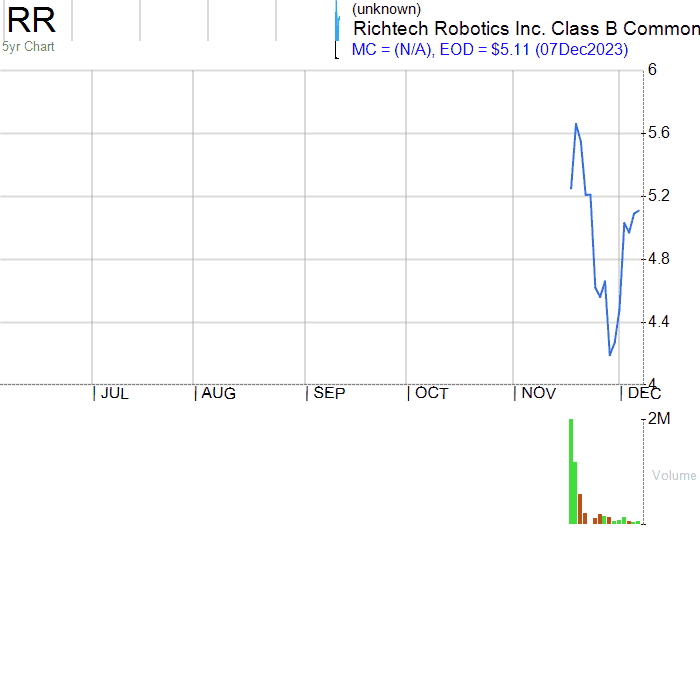 RR
5yr Chart
(unknown)
Richtech Robotics Inc. Class B Common
MC = (N/A), EOD = $5.11 (07Dec2023)
6
5.6
5.2
4.8
4.4
4
JUL AUG SEP OCT NOV DEC
2M
Volume